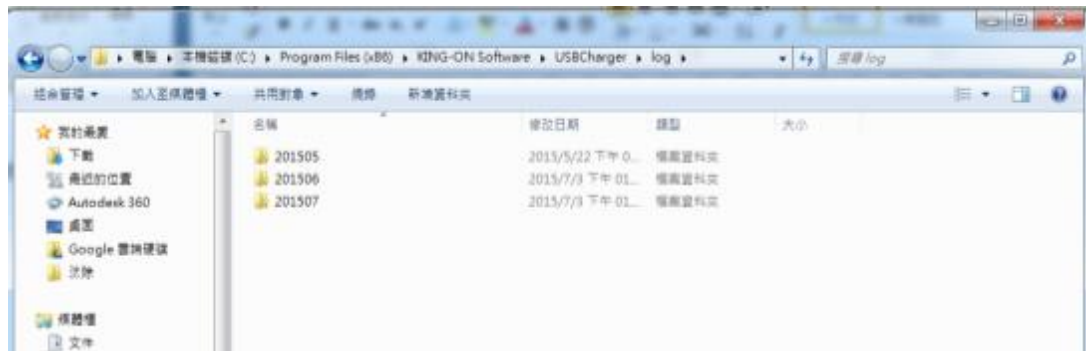 電腦 ▸ 本機磁碟 (C:) ▸ Program Files (x86) ▸ KING-ON Software ▸ USBCharger ▸ log ▸
搜尋 log
組合管理 加入至媒體櫃 共用對象 燒錄 新增資料夾
名稱 修改日期 類型 大小
我的最愛
下載
最近的位置
Autodesk 360
桌面
Google 雲端硬碟
201505 2015/5/22 下午 0... 檔案資料夾
201506 2015/7/3 下午 01... 檔案資料夾
201507 2015/7/3 下午 01... 檔案資料夾
媒體櫃
文件